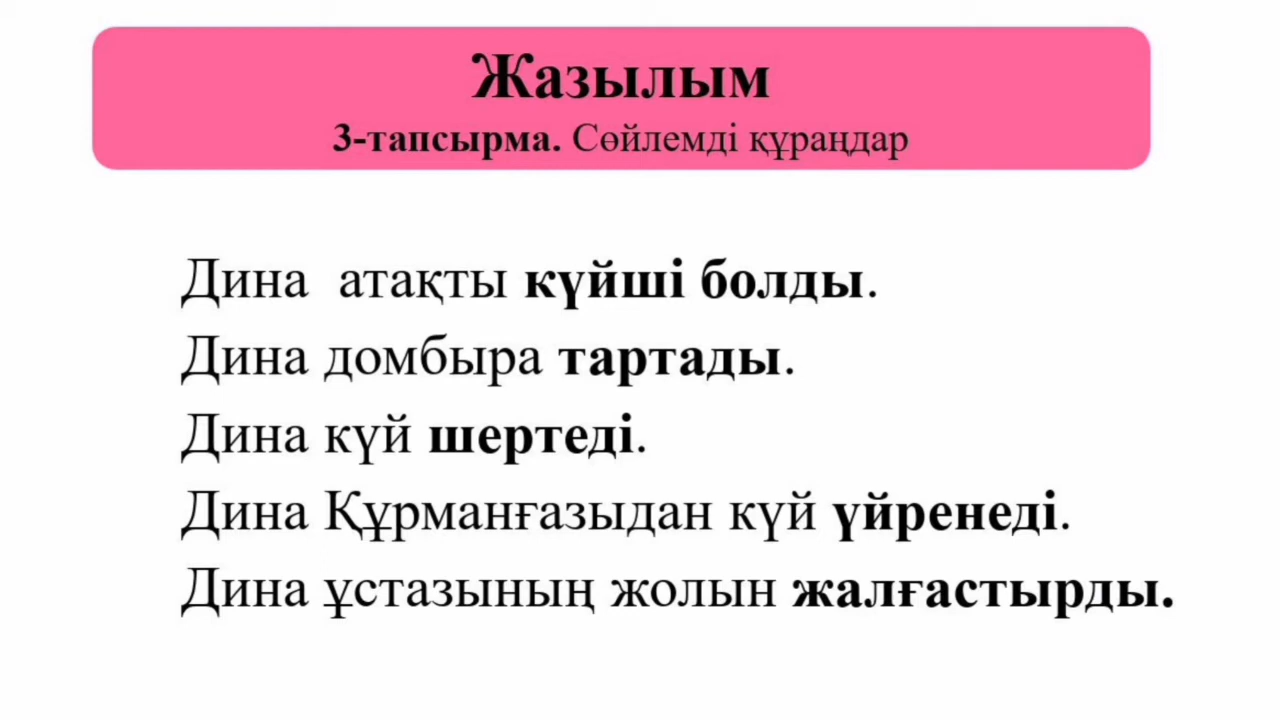 Жазылым
3-тапсырма. Сөйлемді құраңдар
Дина атақты күйші болды.
Дина домбыра тартады.
Дина күй шертеді.
Дина Құрманғазыдан күй үйренеді.
Дина ұстазының жолын жалғастырды.